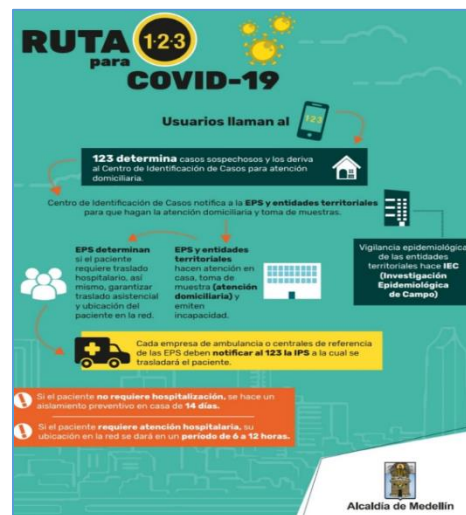 RUTA 1·2·3
para
COVID-19
Usuarios llaman al
123
123 determina casos sospechosos y los deriva
al Centro de Identificación de Casos para atención
domiciliaria.
Centro de Identificación de Casos notifica a la EPS y entidades territoriales
para que hagan la atención domiciliaria y toma de muestras.
EPS determinan
si el paciente
requiere traslado
hospitalario, así
mismo, garantizar
traslado asistencial
y ubicación del
paciente en la red.
EPS y entidades
territoriales
hacen atención en
casa, toma de
muestra (atención
domiciliaria) y
emiten
incapacidad.
Vigilancia epidemiológica
de las entidades
territoriales hace IEC
(Investigación
Epidemiológica
de Campo)
Cada empresa de ambulancia o centrales de referencia
de las EPS deben notificar al 123 la IPS a la cual se
trasladará el paciente.
Si el paciente no requiere hospitalización, se hace un
aislamiento preventivo en casa de 14 días.
Si el paciente requiere atención hospitalaria, su
ubicación en la red se dará en un período de 6 a 12 horas.
Alcaldía de Medellín